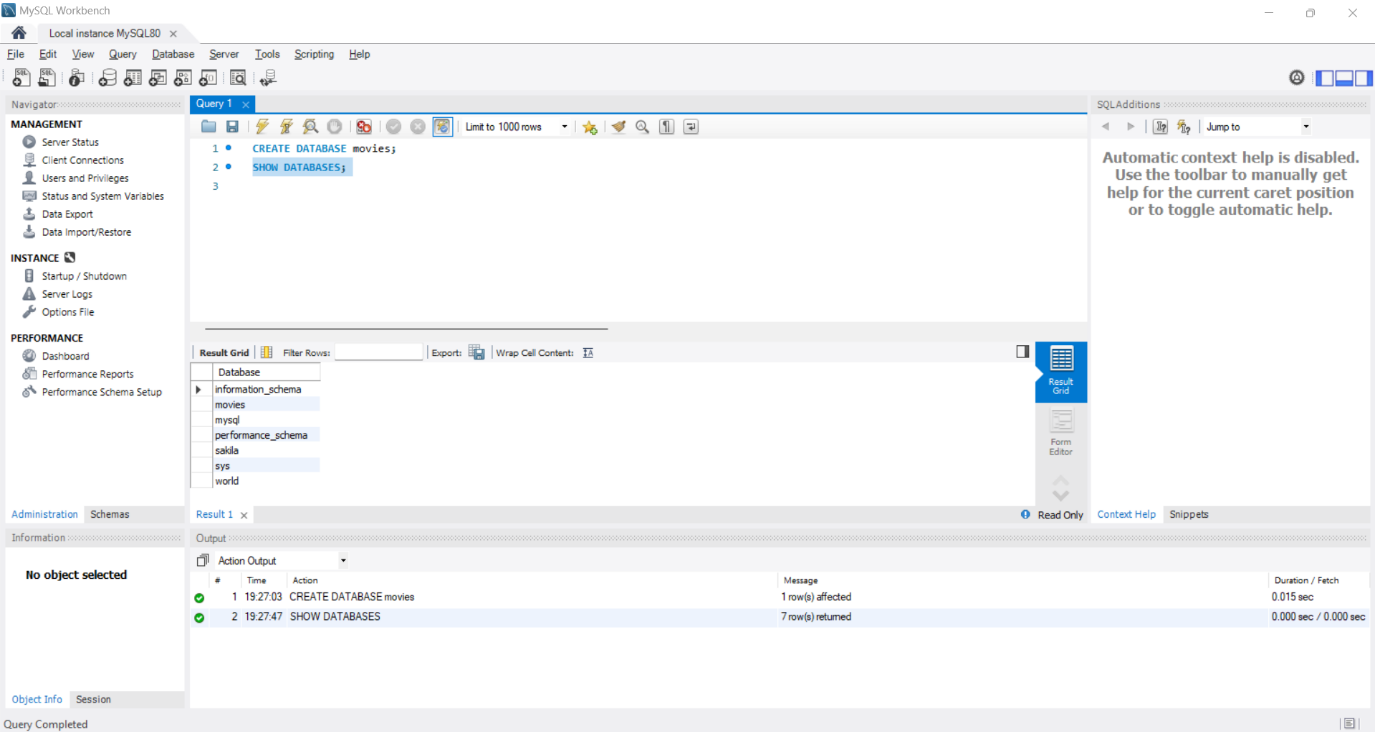 MySQL Workbench
Local instance MySQL80
File Edit View Query Database Server Tools Scripting Help
Navigator
MANAGEMENT
Server Status
Client Connections
Users and Privileges
Status and System Variables
Data Export
Data Import/Restore
INSTANCE
Startup / Shutdown
Server Logs
Options File
PERFORMANCE
Dashboard
Performance Reports
Performance Schema Setup
Administration Schemas
Information
No object selected
Object Info Session
Query 1
Limit to 1000 rows
1 CREATE DATABASE movies;
2 SHOW DATABASES;
3
Result Grid Filter Rows: Export: Wrap Cell Content:
Database
information_schema
movies
mysql
performance_schema
sakila
sys
world
Result Grid
Form Editor
Result 1 Read Only
SQLAdditions
Jump to
Automatic context help is disabled.
Use the toolbar to manually get
help for the current caret position
or to toggle automatic help.
Context Help Snippets
Output
Action Output
# Time Action Message Duration / Fetch
1 19:27:03 CREATE DATABASE movies 1 row(s) affected 0.015 sec
2 19:27:47 SHOW DATABASES 7 row(s) returned 0.000 sec / 0.000 sec
Query Completed